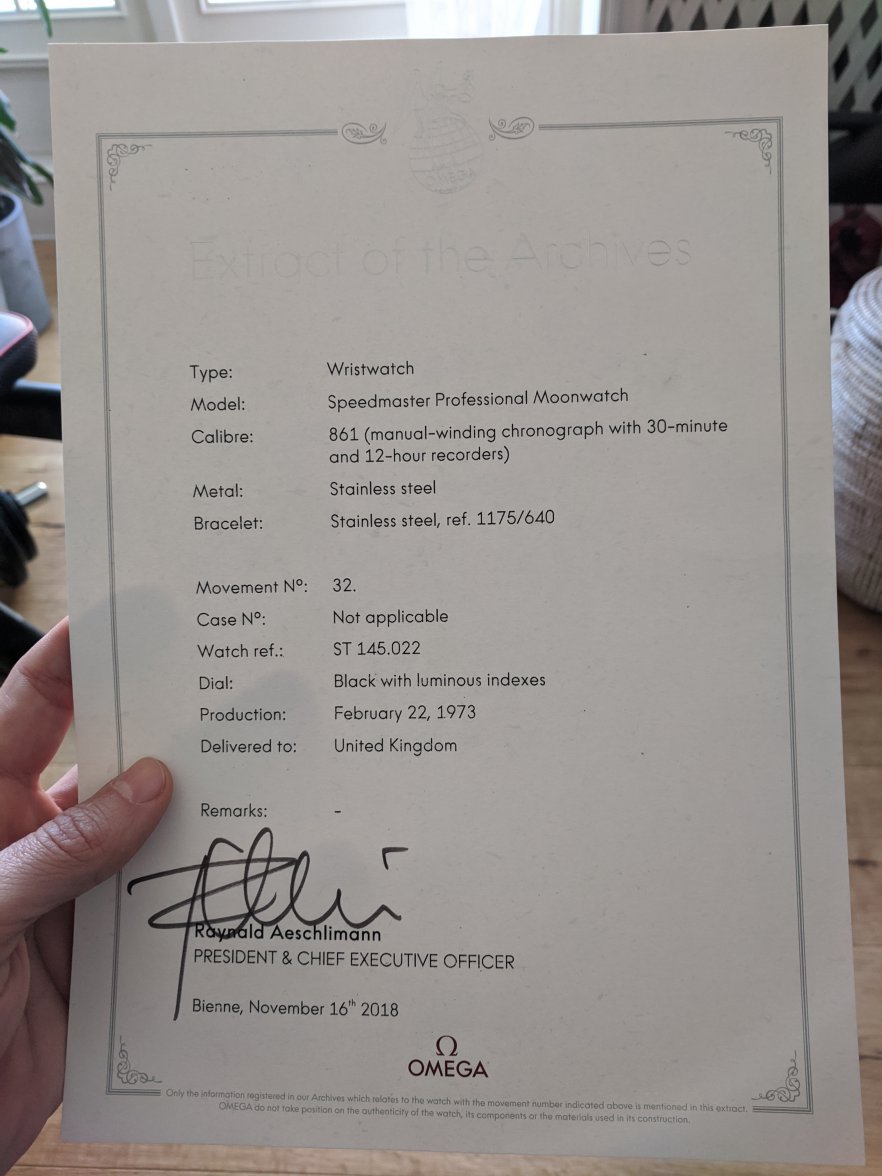 OMEGA
Extract of the Archives
Type: Wristwatch
Model: Speedmaster Professional Moonwatch
Calibre: 861 (manual-winding chronograph with 30-minute
and 12-hour recorders)
Metal: Stainless steel
Bracelet: Stainless steel, ref. 1175/640
Movement Nº: 32.
Case Nº: Not applicable
Watch ref.: ST 145.022
Dial: Black with luminous indexes
Production: February 22, 1973
Delivered to: United Kingdom
Remarks: -
Raynald Aeschlimann
PRESIDENT & CHIEF EXECUTIVE OFFICER
Bienne, November 16th 2018
Ω
OMEGA
Only the information registered in our Archives which relates to the watch with the movement number indicated above is mentioned in this extract.
OMEGA do not take position on the authenticity of the watch, its components or the materials used in its construction.